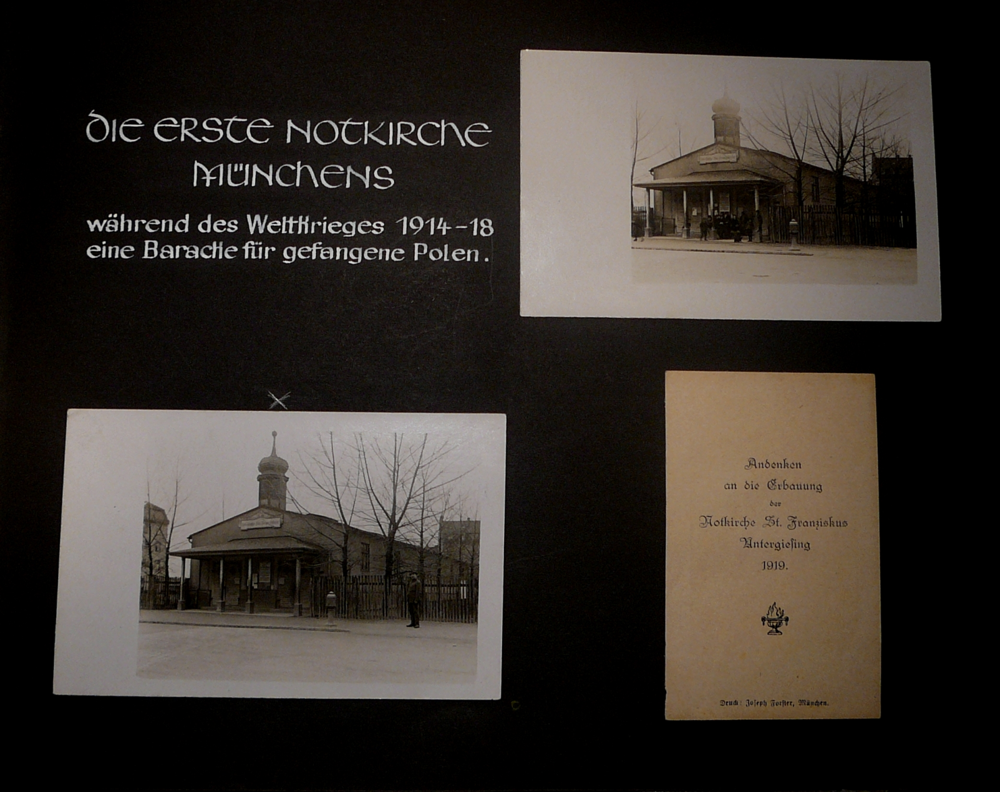 DIE ERSTE NOTKIRCHE
MÜNCHENS
während des Weltkrieges 1914-18
eine Baracke für gefangene Polen.
Andenken
an die Erbauung
der
Notkirche St. Franziskus
Untergiesing
1919.
Druck: Joseph Forster, München.